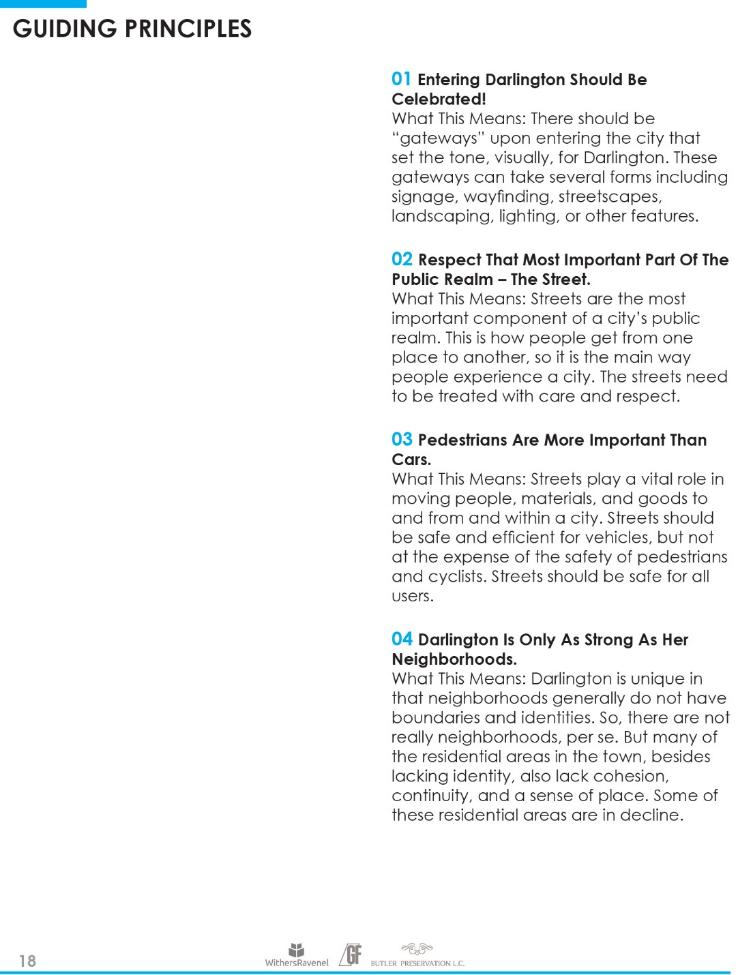 GUIDING PRINCIPLES
01 Entering Darlington Should Be
Celebrated!
What This Means: There should be
“gateways” upon entering the city that
set the tone, visually, for Darlington. These
gateways can take several forms including
signage, wayfinding, streetscapes,
landscaping, lighting, or other features.
02 Respect That Most Important Part Of The
Public Realm – The Street.
What This Means: Streets are the most
important component of a city’s public
realm. This is how people get from one
place to another, so it is the main way
people experience a city. The streets need
to be treated with care and respect.
03 Pedestrians Are More Important Than
Cars.
What This Means: Streets play a vital role in
moving people, materials, and goods to
and from and within a city. Streets should
be safe and efficient for vehicles, but not
at the expense of the safety of pedestrians
and cyclists. Streets should be safe for all
users.
04 Darlington Is Only As Strong As Her
Neighborhoods.
What This Means: Darlington is unique in
that neighborhoods generally do not have
boundaries and identities. So, there are not
really neighborhoods, per se. But many of
the residential areas in the town, besides
lacking identity, also lack cohesion,
continuity, and a sense of place. Some of
these residential areas are in decline.
18
WithersRavenel
GF
BUTLER PRESERVATION L.C.